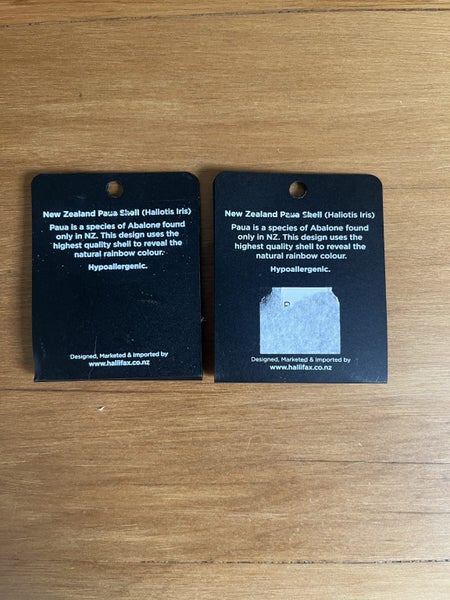 New Zealand Paua Shell (Haliotis Iris)
Paua is a species of Abalone found
only in NZ. This design uses the
highest quality shell to reveal the
natural rainbow colour.
Hypoallergenic.
Designed, Marketed & Imported by
www.hallifax.co.nz
New Zealand Paua Shell (Haliotis Iris)
Paua is a species of Abalone found
only in NZ. This design uses the
highest quality shell to reveal the
natural rainbow colour.
Hypoallergenic.
Designed, Marketed & Imported by
www.hallifax.co.nz